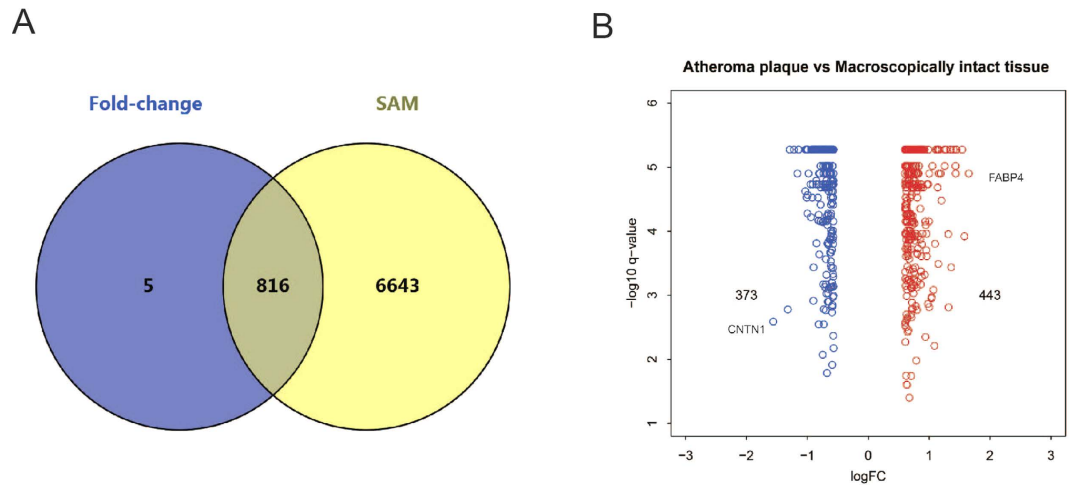 A
Fold-change
SAM
5
816
6643
B
Atheroma plaque vs Macroscopically intact tissue
−log10 q−value
6
5
4
3
2
1
FABP4
373
443
CNTN1
−3 −2 −1 0 1 2 3
logFC